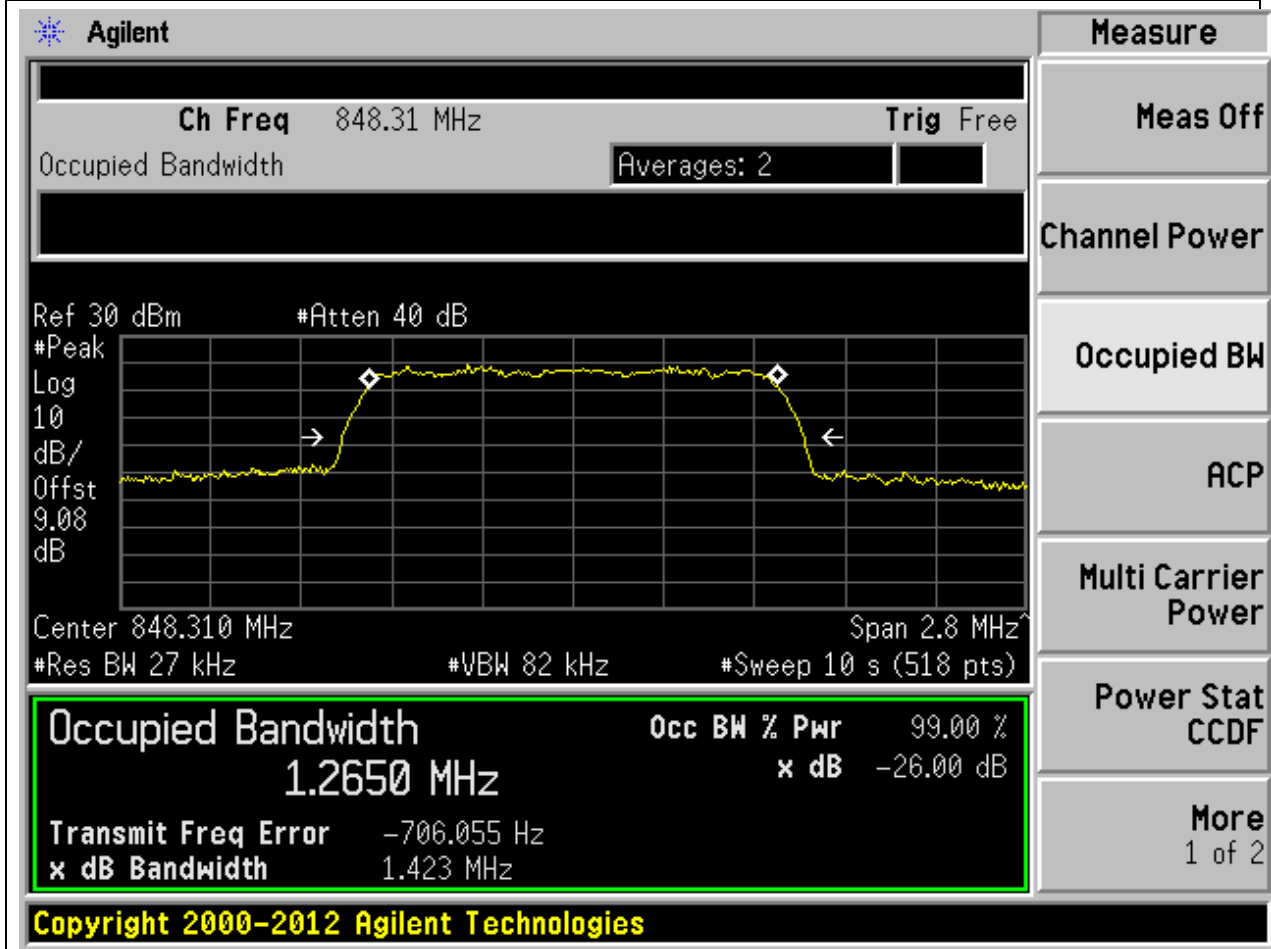 Agilent
Ch Freq 848.31 MHz Trig Free
Occupied Bandwidth Averages: 2
Ref 30 dBm #Atten 40 dB
#Peak
Log
10
dB/
Offst
9.08
dB
Center 848.310 MHz Span 2.8 MHz^
#Res BW 27 kHz #VBW 82 kHz #Sweep 10 s (518 pts)
Occupied Bandwidth
1.2650 MHz
Occ BW % Pwr 99.00 %
x dB -26.00 dB
Transmit Freq Error -706.055 Hz
x dB Bandwidth 1.423 MHz
Copyright 2000-2012 Agilent Technologies
Measure
Meas Off
Channel Power
Occupied BW
ACP
Multi Carrier
Power
Power Stat
CCDF
More
1 of 2